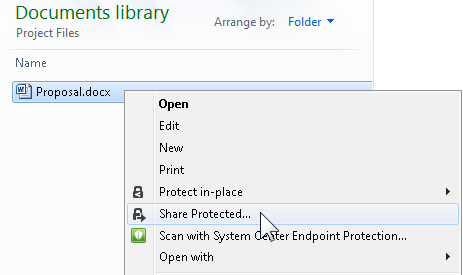 Documents library
Project Files
Arrange by: Folder
Name
Proposal.docx
Open
Edit
New
Print
Protect in-place
Share Protected...
Scan with System Center Endpoint Protection...
Open with